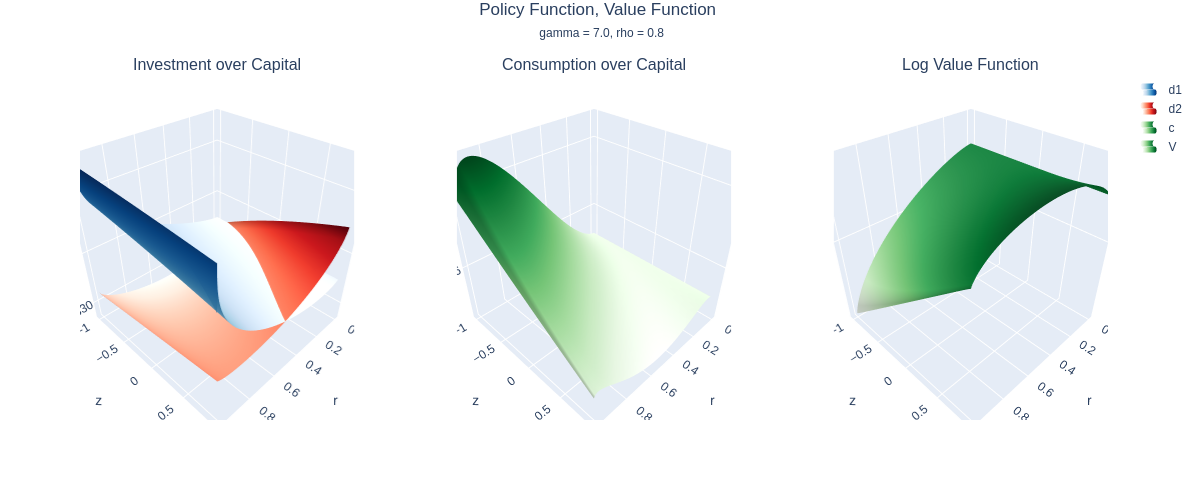 Policy Function, Value Function
gamma = 7.0, rho = 0.8
Investment over Capital
Consumption over Capital
Log Value Function
d1
d2
c
V
30
−1
−0.5
0
0.5
z
0
0.2
0.4
0.6
0.8
r
−1
−0.5
0
0.5
z
0
0.2
0.4
0.6
0.8
r
−1
−0.5
0
0.5
z
0
0.2
0.4
0.6
0.8
r